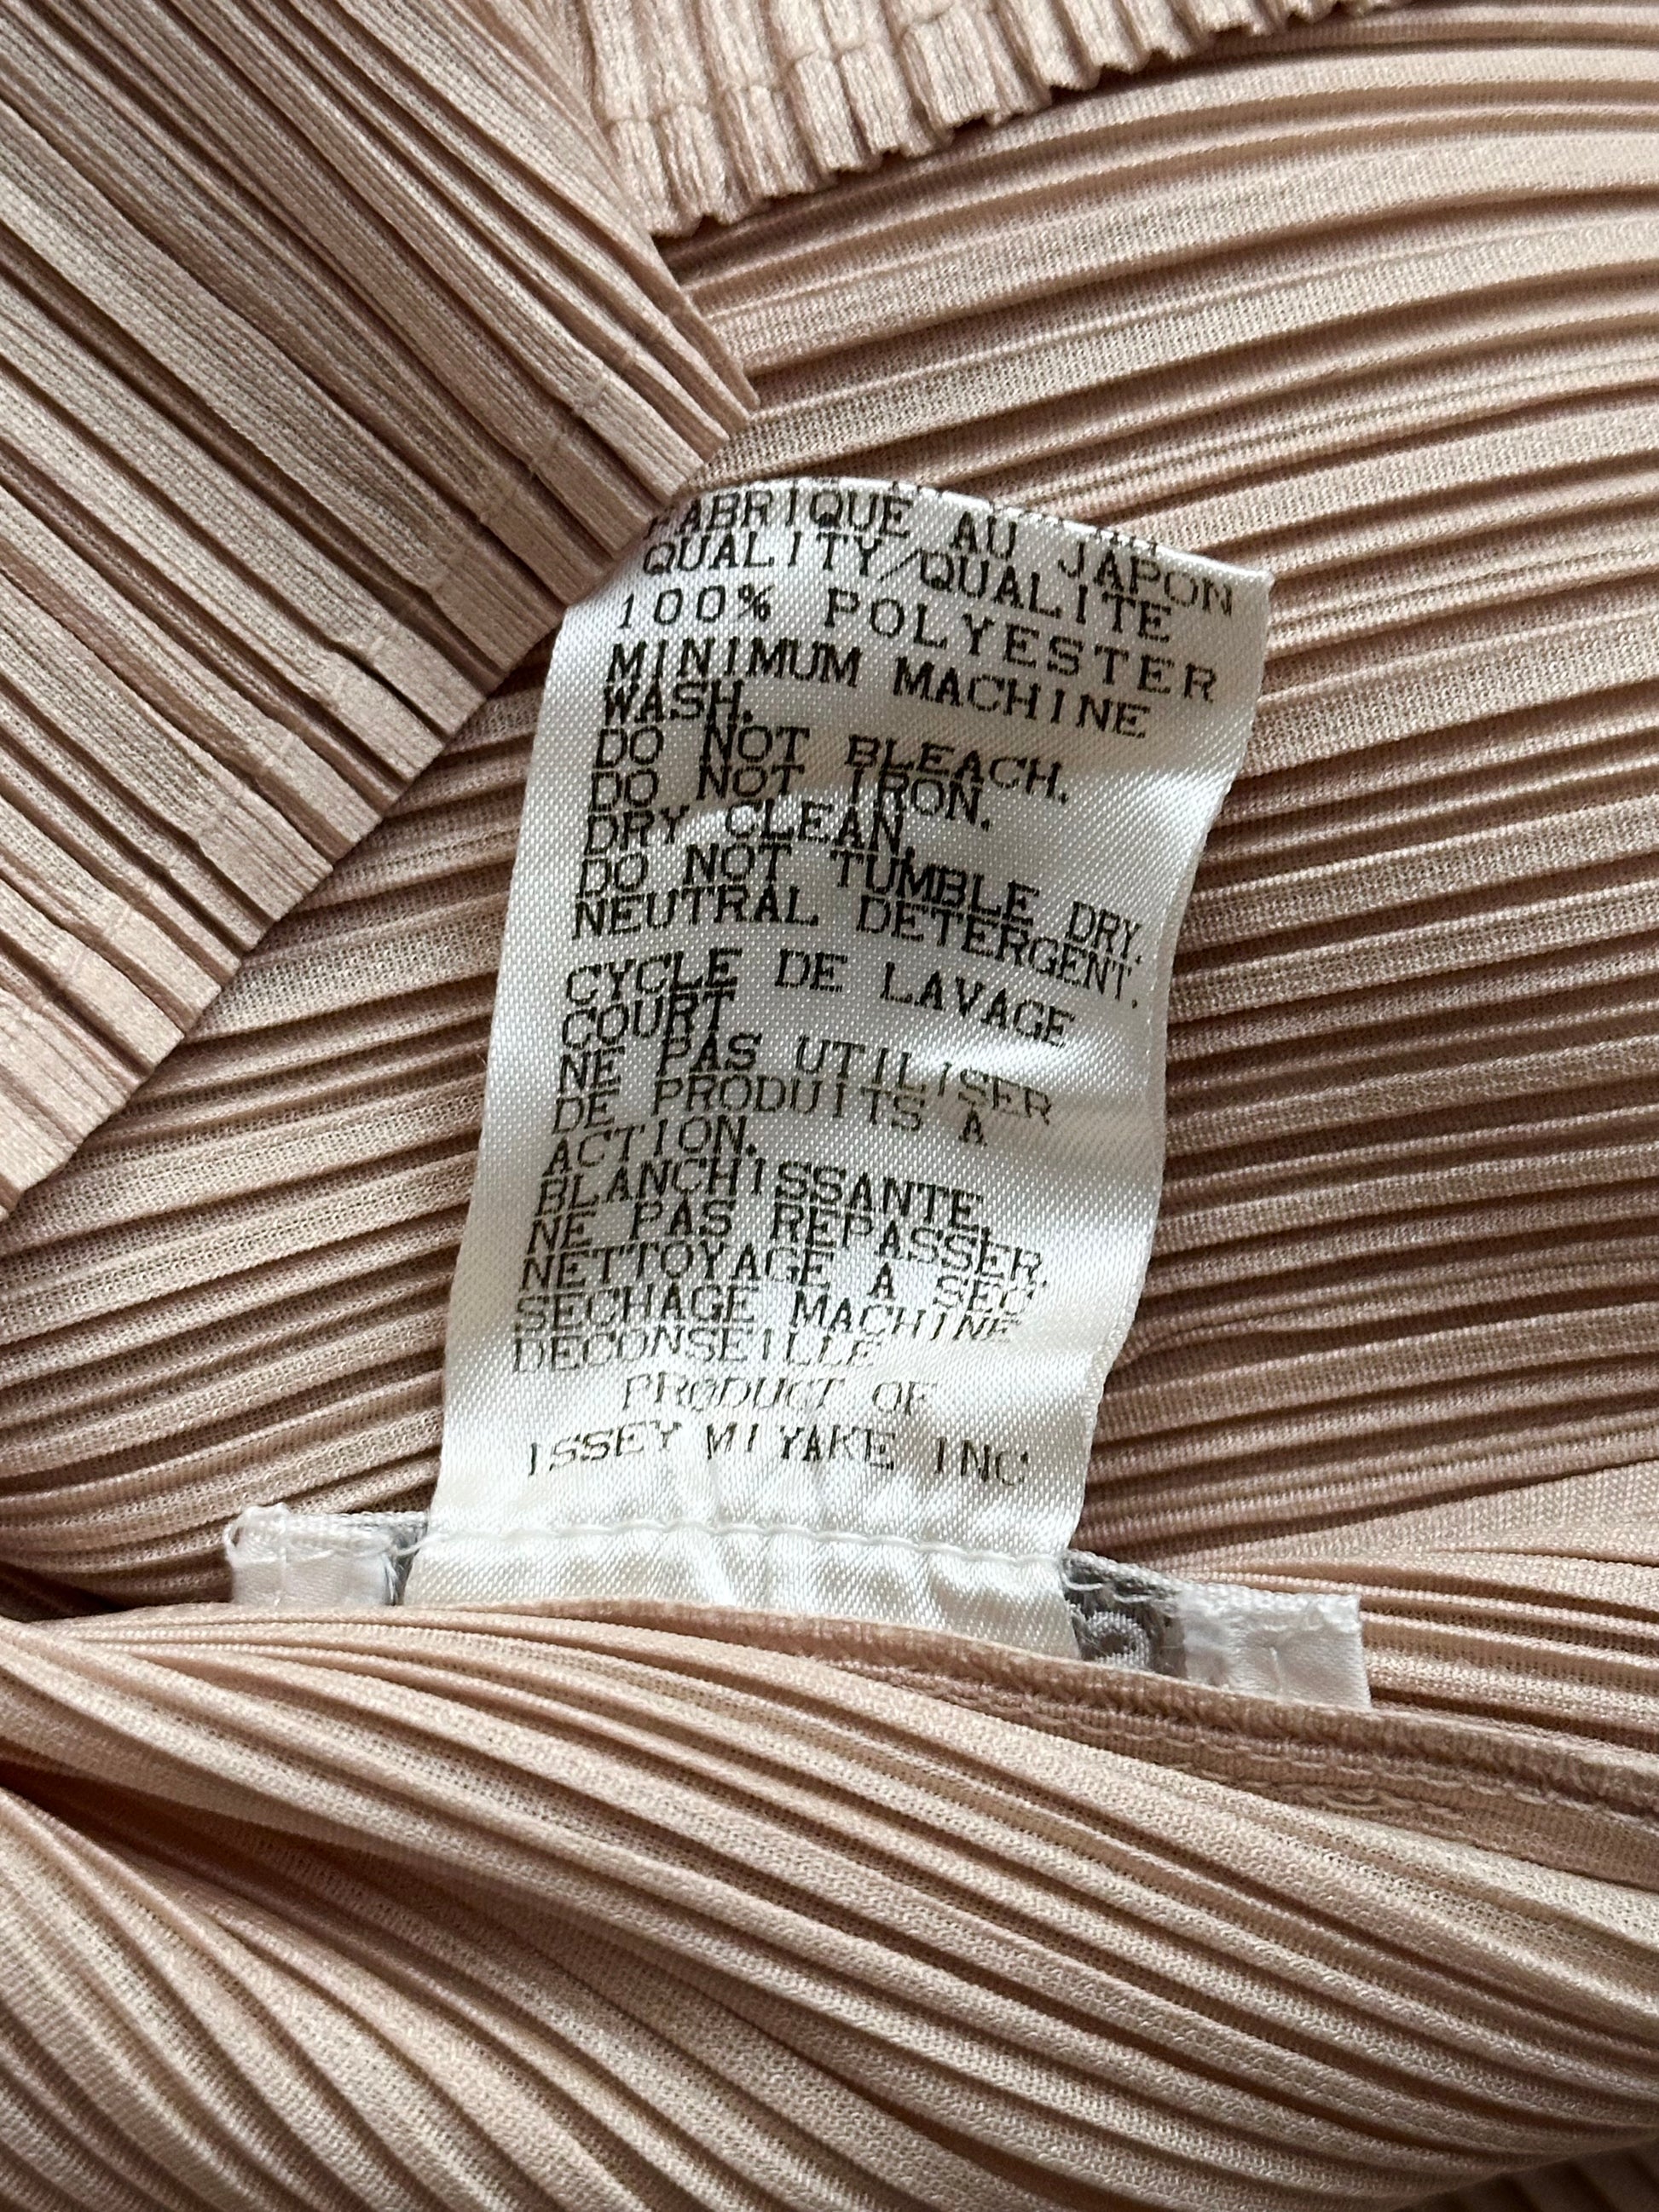 FABRIQUE AU JAPON
QUALITY/QUALITE
100% POLYESTER
MINIMUM MACHINE
WASH.
DO NOT BLEACH.
DO NOT IRON.
DRY CLEAN.
DO NOT TUMBLE DRY.
NEUTRAL DETERGENT.
CYCLE DE LAVAGE
COURT
NE PAS UTILISER
DE PRODUITS A
ACTION.
BLANCHISSANTE.
NE PAS REPASSER.
NETTOYAGE A SEC
SECHAGE MACHINE
DECONSEILLE
PRODUCT OF
ISSEY MIYAKE INC